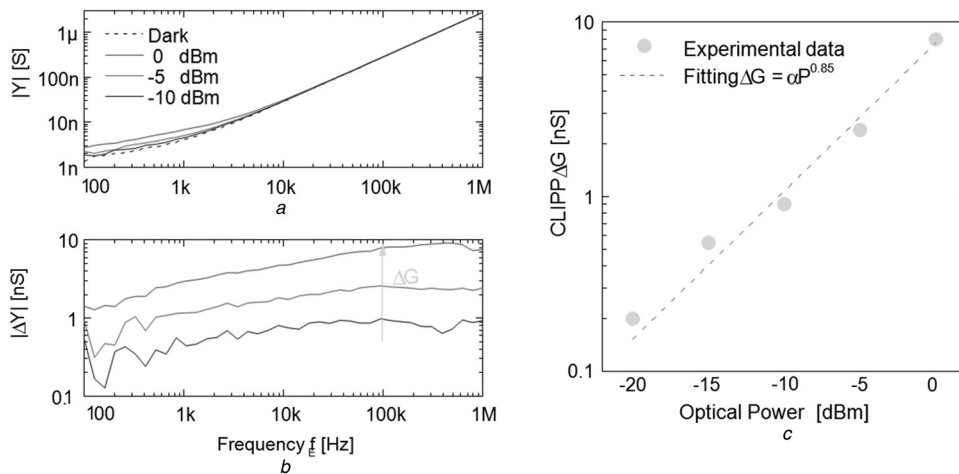 |Y| [S]
1µ
100n
10n
1n
Dark
0 dBm
-5 dBm
-10 dBm
100 1k 10k 100k 1M
a
|ΔY| [nS]
10
1
0.1
ΔG
100 1k 10k 100k 1M
Frequency fE [Hz]
b
CLIPP ΔG [nS]
10
1
0.1
Experimental data
Fitting ΔG = αP^0.85
-20 -15 -10 -5 0
Optical Power [dBm]
c